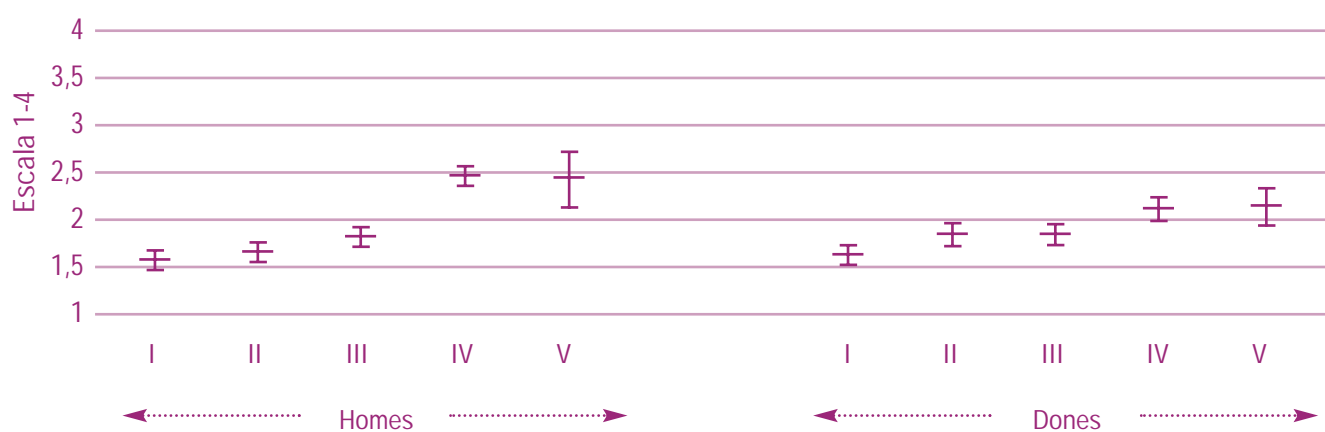 Escala 1-4
4
3,5
3
2,5
2
1,5
1
I II III IV V I II III IV V
Homes Dones